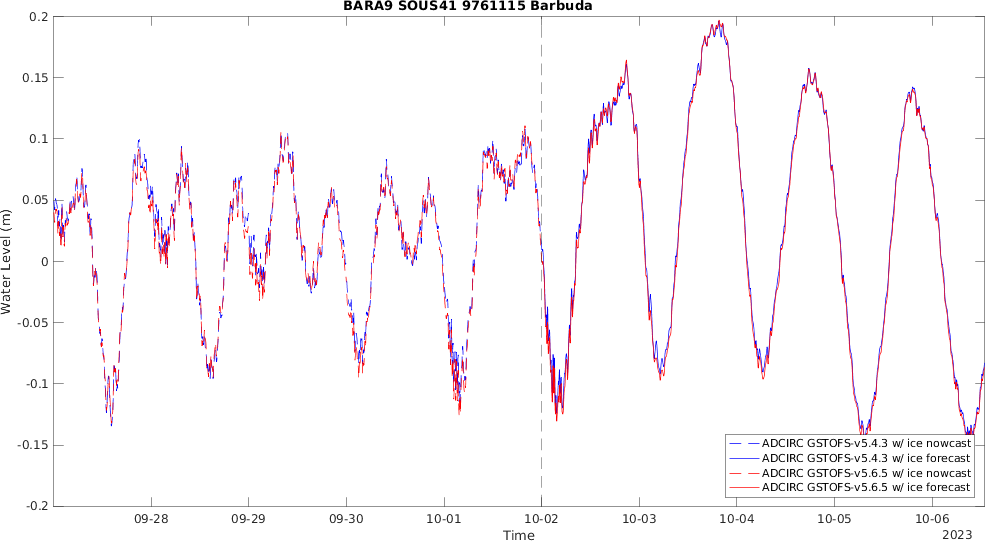 BARA9 SOUS41 9761115 Barbuda
0.2
0.15
0.1
0.05
0
-0.05
-0.1
-0.15
-0.2
Water Level (m)
ADCIRC GSTOFS-v5.4.3 w/ ice nowcast
ADCIRC GSTOFS-v5.4.3 w/ ice forecast
ADCIRC GSTOFS-v5.6.5 w/ ice nowcast
ADCIRC GSTOFS-v5.6.5 w/ ice forecast
09-28 09-29 09-30 10-01 10-02 10-03 10-04 10-05 10-06
Time 2023